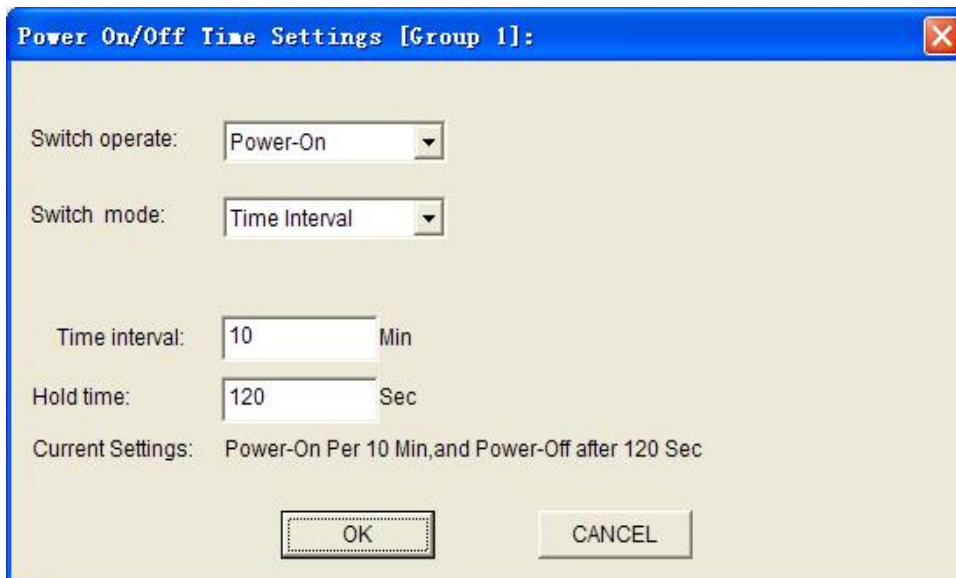 Power On/Off Time Settings [Group 1]:
Switch operate: Power-On
Switch mode: Time Interval
Time interval: 10 Min
Hold time: 120 Sec
Current Settings: Power-On Per 10 Min,and Power-Off after 120 Sec
OK CANCEL